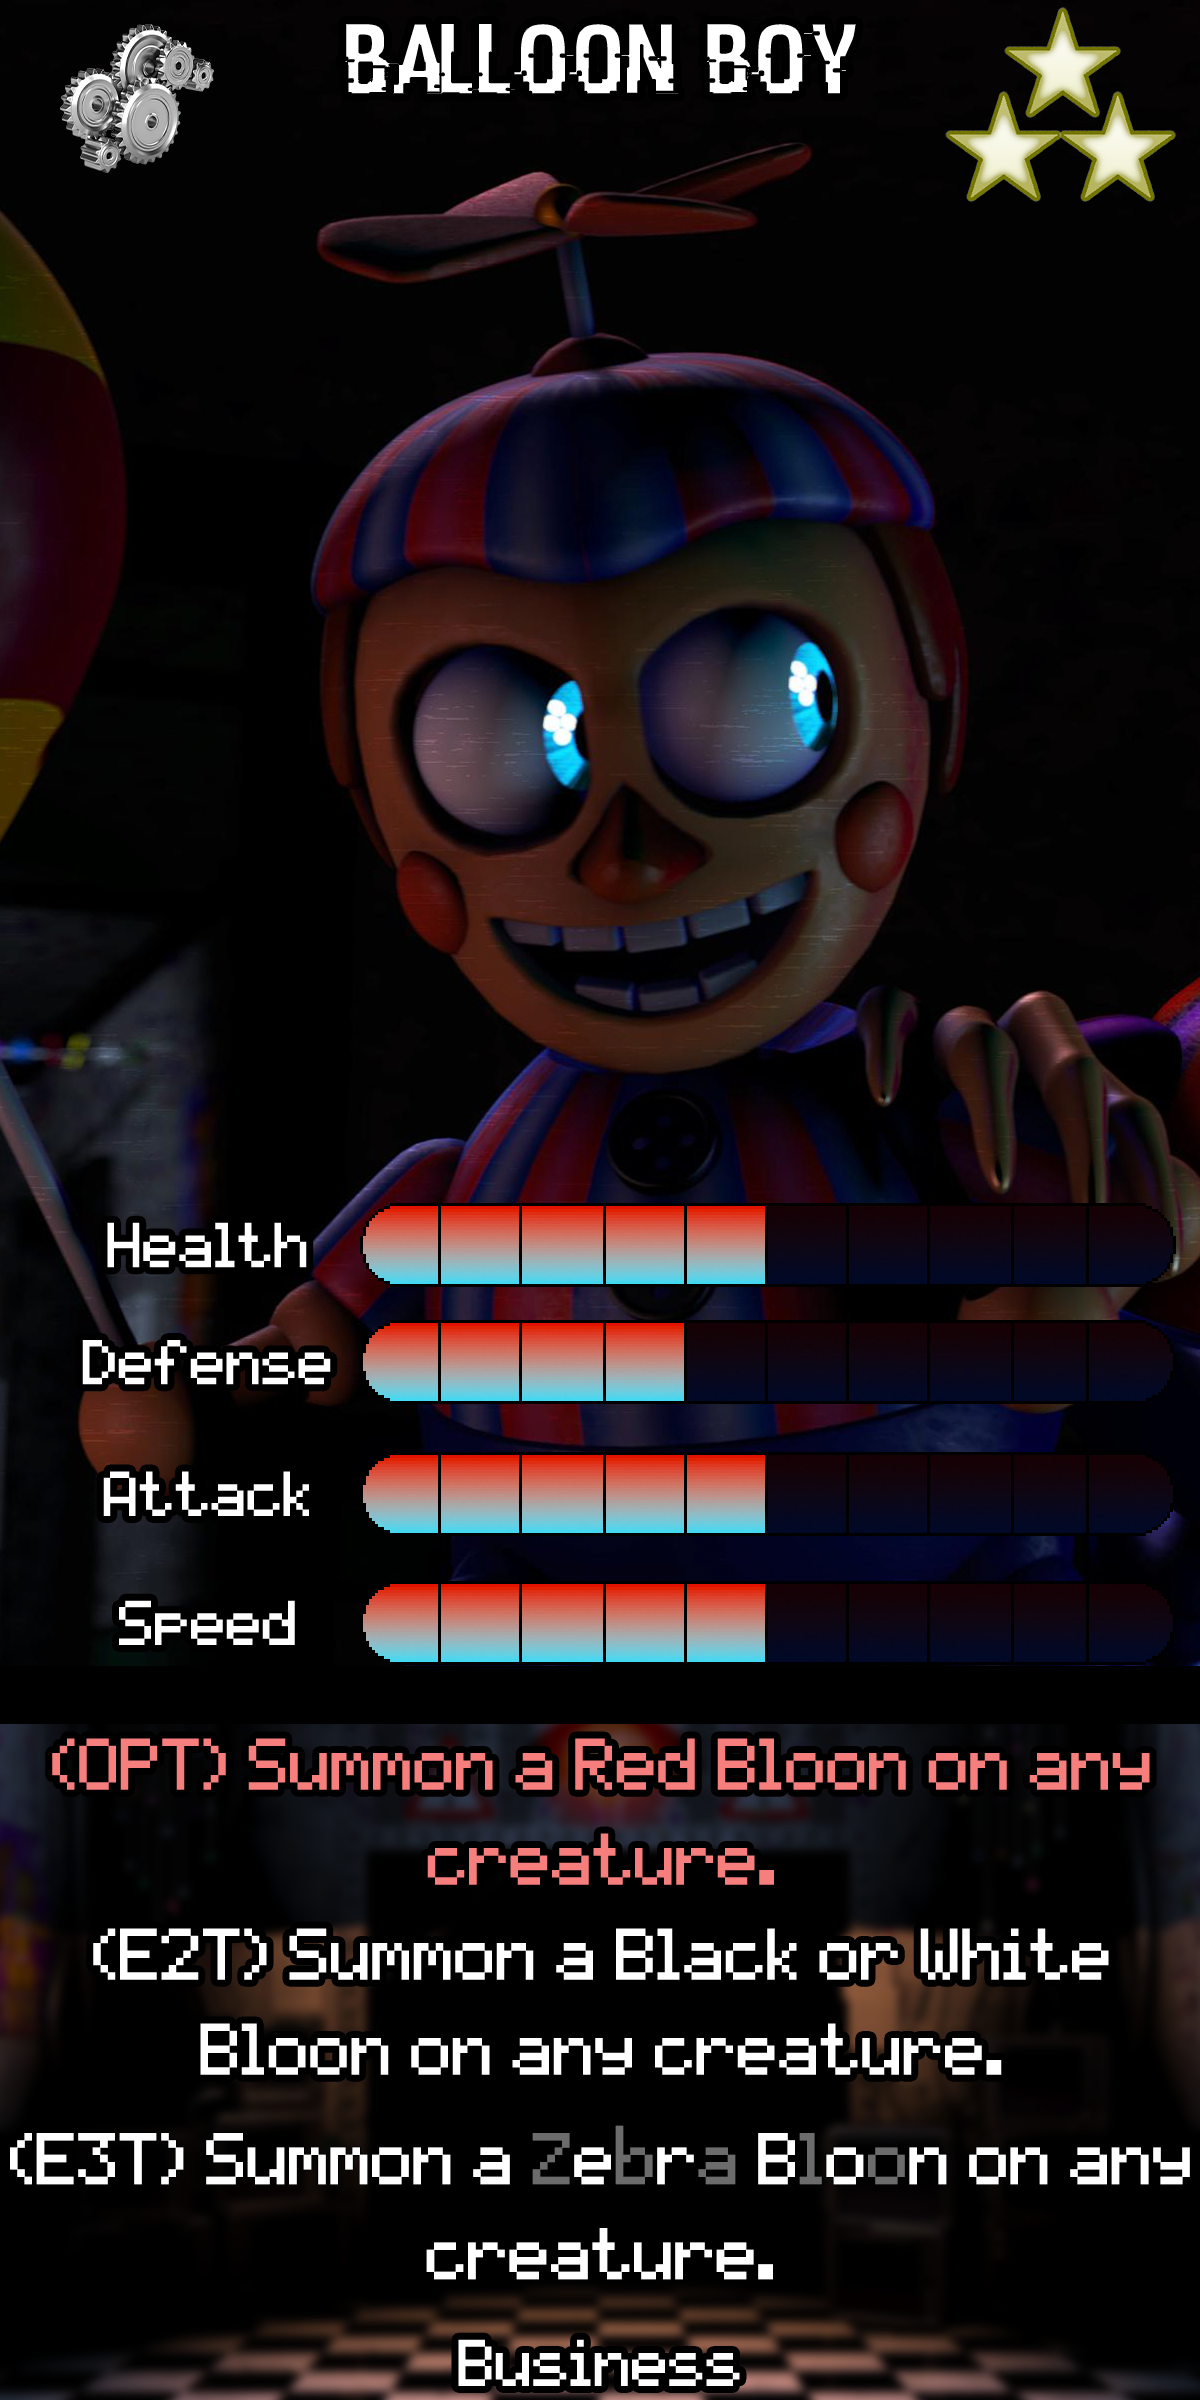 BALLOON BOY
Health
Defense
Attack
Speed
(OPT) Summon a Red Bloon on any
creature.
(E2T) Summon a Black or White
Bloon on any creature.
(E3T) Summon a Zebra Bloon on any
creature.
Business